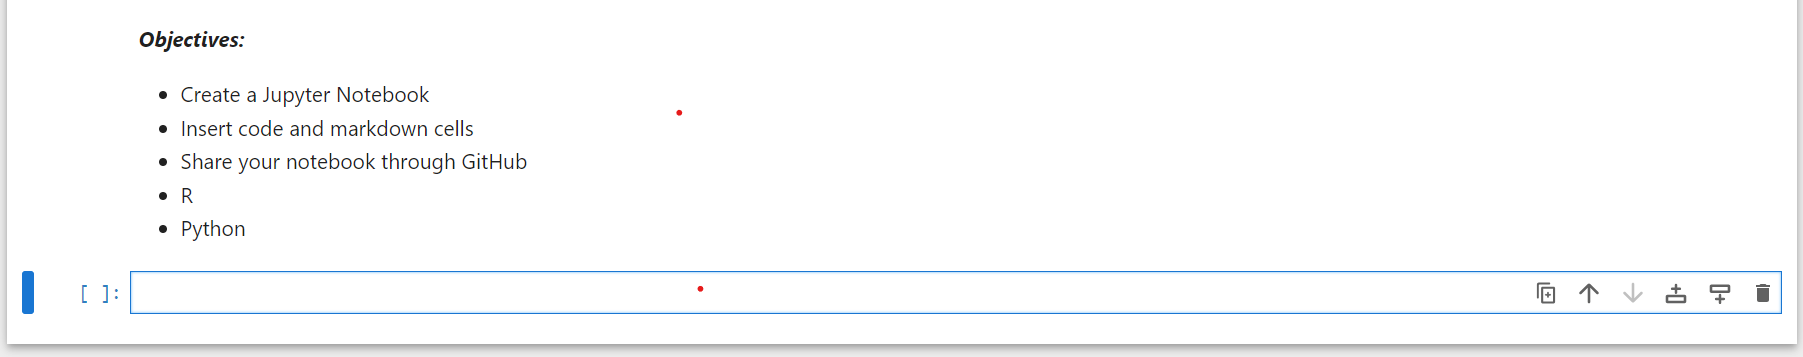 Objectives:
• Create a Jupyter Notebook
• Insert code and markdown cells
• Share your notebook through GitHub
• R
• Python
[ ]: